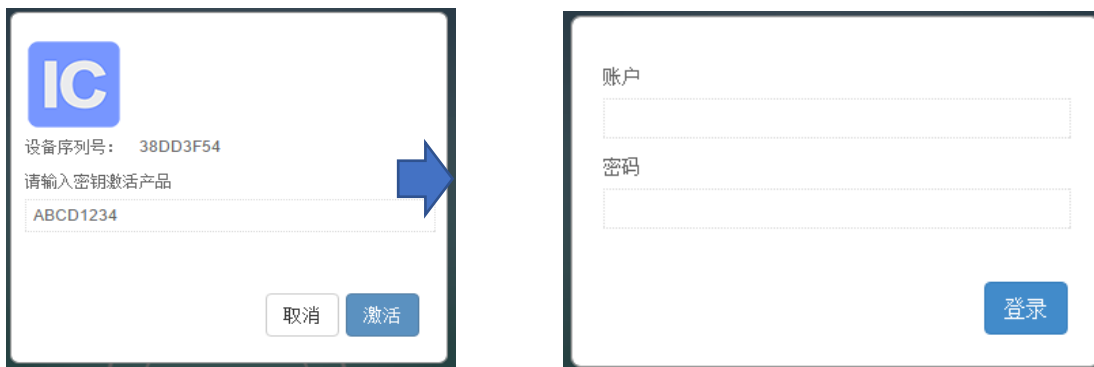 IC
设备序列号： 38DD3F54
请输入密钥激活产品
ABCD1234
取消 激活
账户
密码
登录